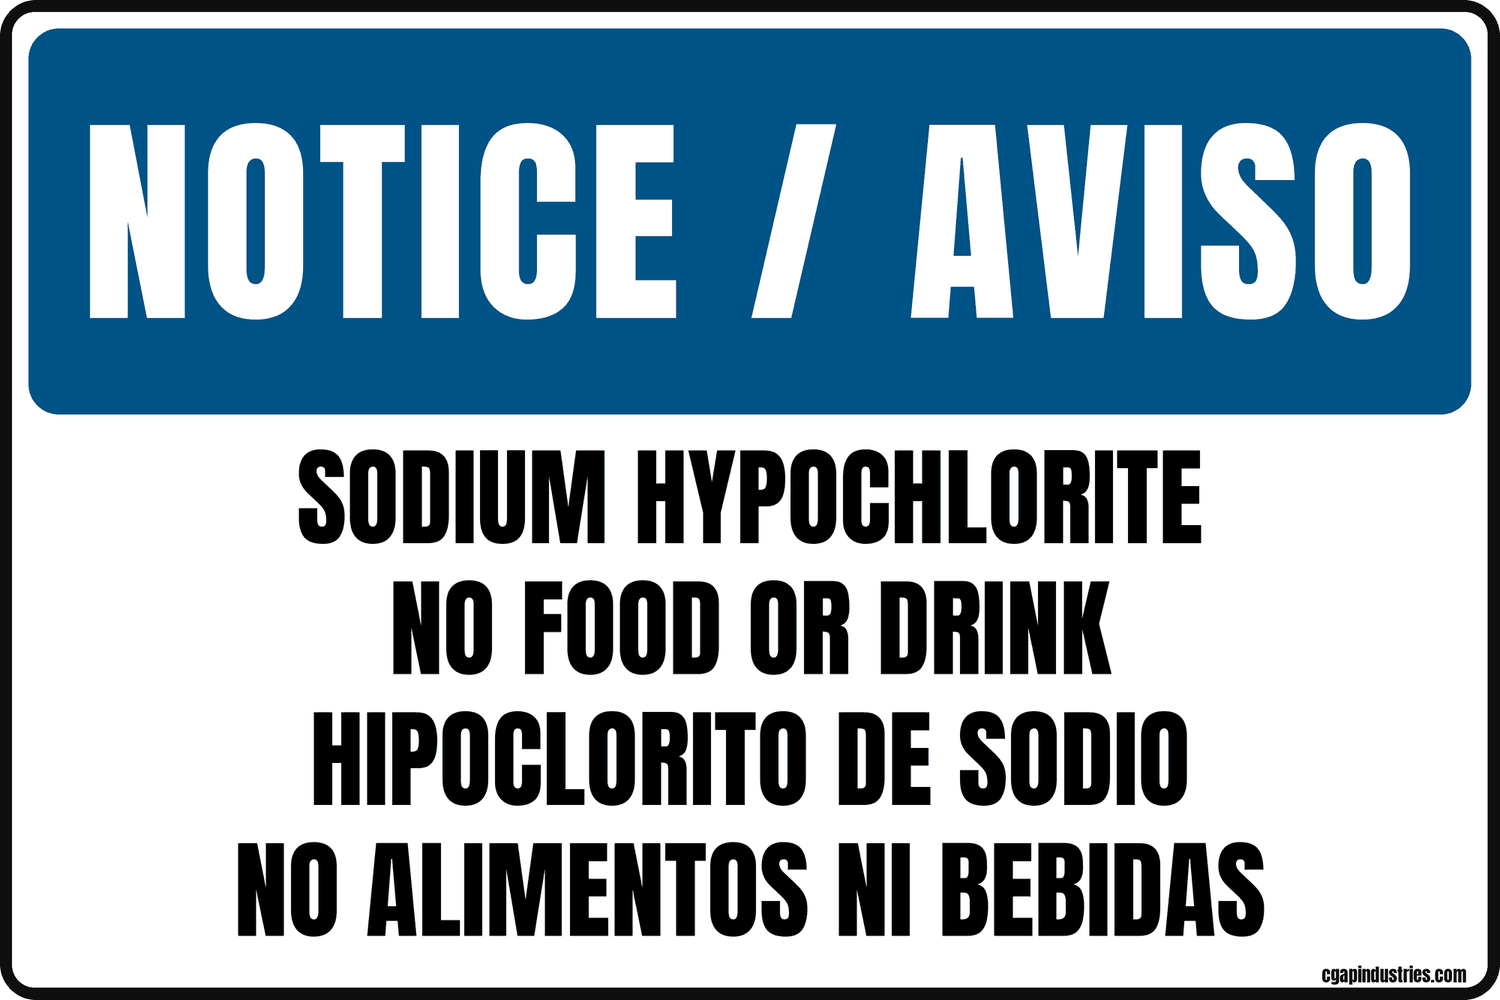 NOTICE / AVISO
SODIUM HYPOCHLORITE
NO FOOD OR DRINK
HIPOCLORITO DE SODIO
NO ALIMENTOS NI BEBIDAS
cgapindustries.com